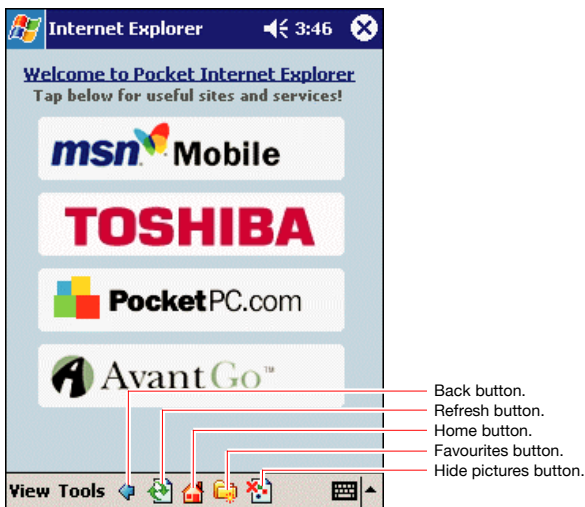 Internet Explorer 3:46
Welcome to Pocket Internet Explorer
Tap below for useful sites and services!
msn Mobile
TOSHIBA
PocketPC.com
AvantGo™
Back button.
Refresh button.
Home button.
Favourites button.
Hide pictures button.
View Tools